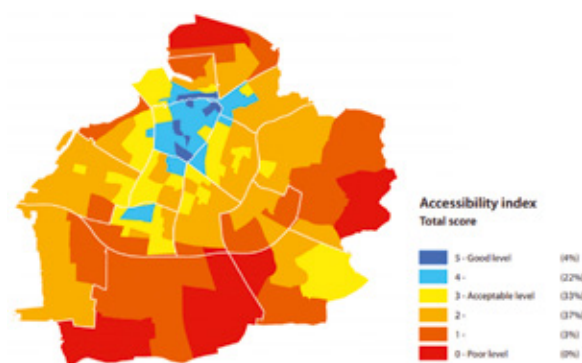 Accessibility index
Total score
5 - Good level (4%)
4 - (22%)
3 - Acceptable level (33%)
2 - (37%)
1 - (3%)
0 - Poor level (0%)